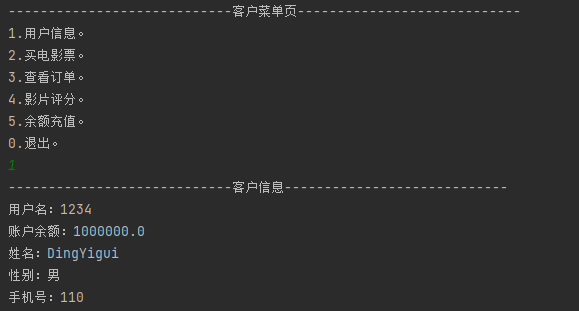 ----------------------------客户菜单页----------------------------
1.用户信息。
2.买电影票。
3.查看订单。
4.影片评分。
5.余额充值。
0.退出。
1
----------------------------客户信息----------------------------
用户名：1234
账户余额：1000000.0
姓名：DingYigui
性别：男
手机号：110